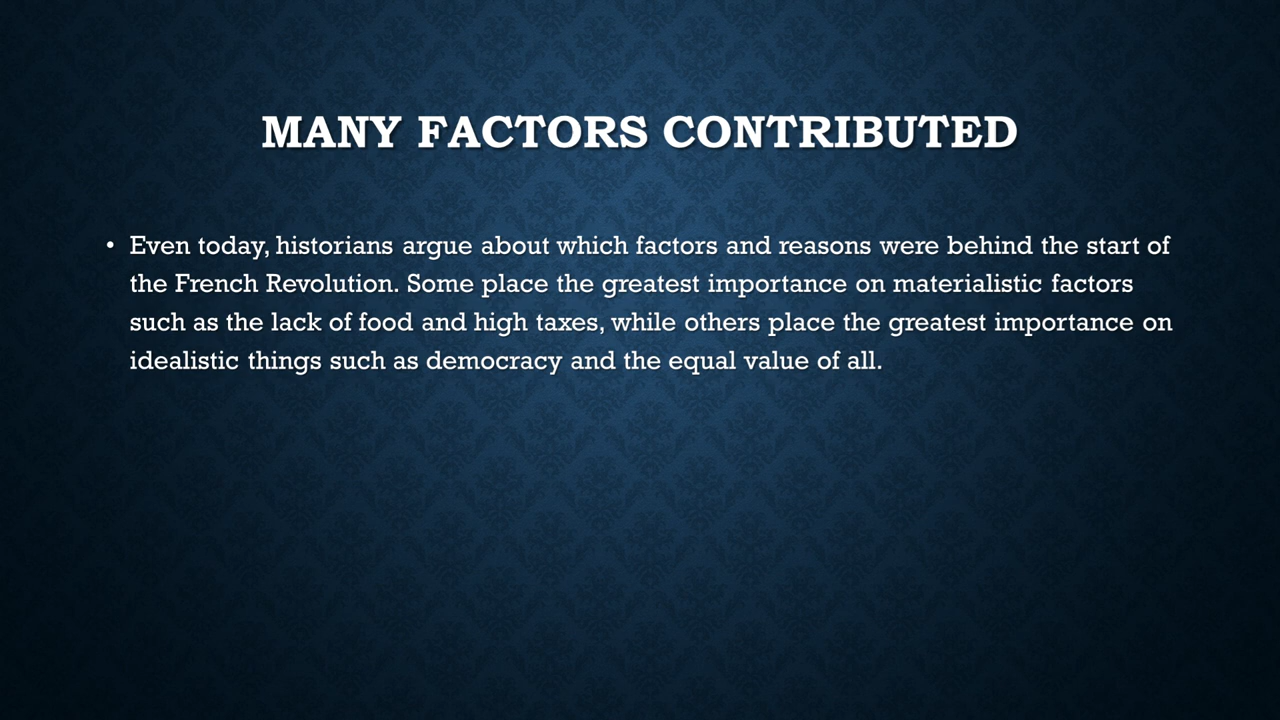 MANY FACTORS CONTRIBUTED
• Even today, historians argue about which factors and reasons were behind the start of
the French Revolution. Some place the greatest importance on materialistic factors
such as the lack of food and high taxes, while others place the greatest importance on
idealistic things such as democracy and the equal value of all.